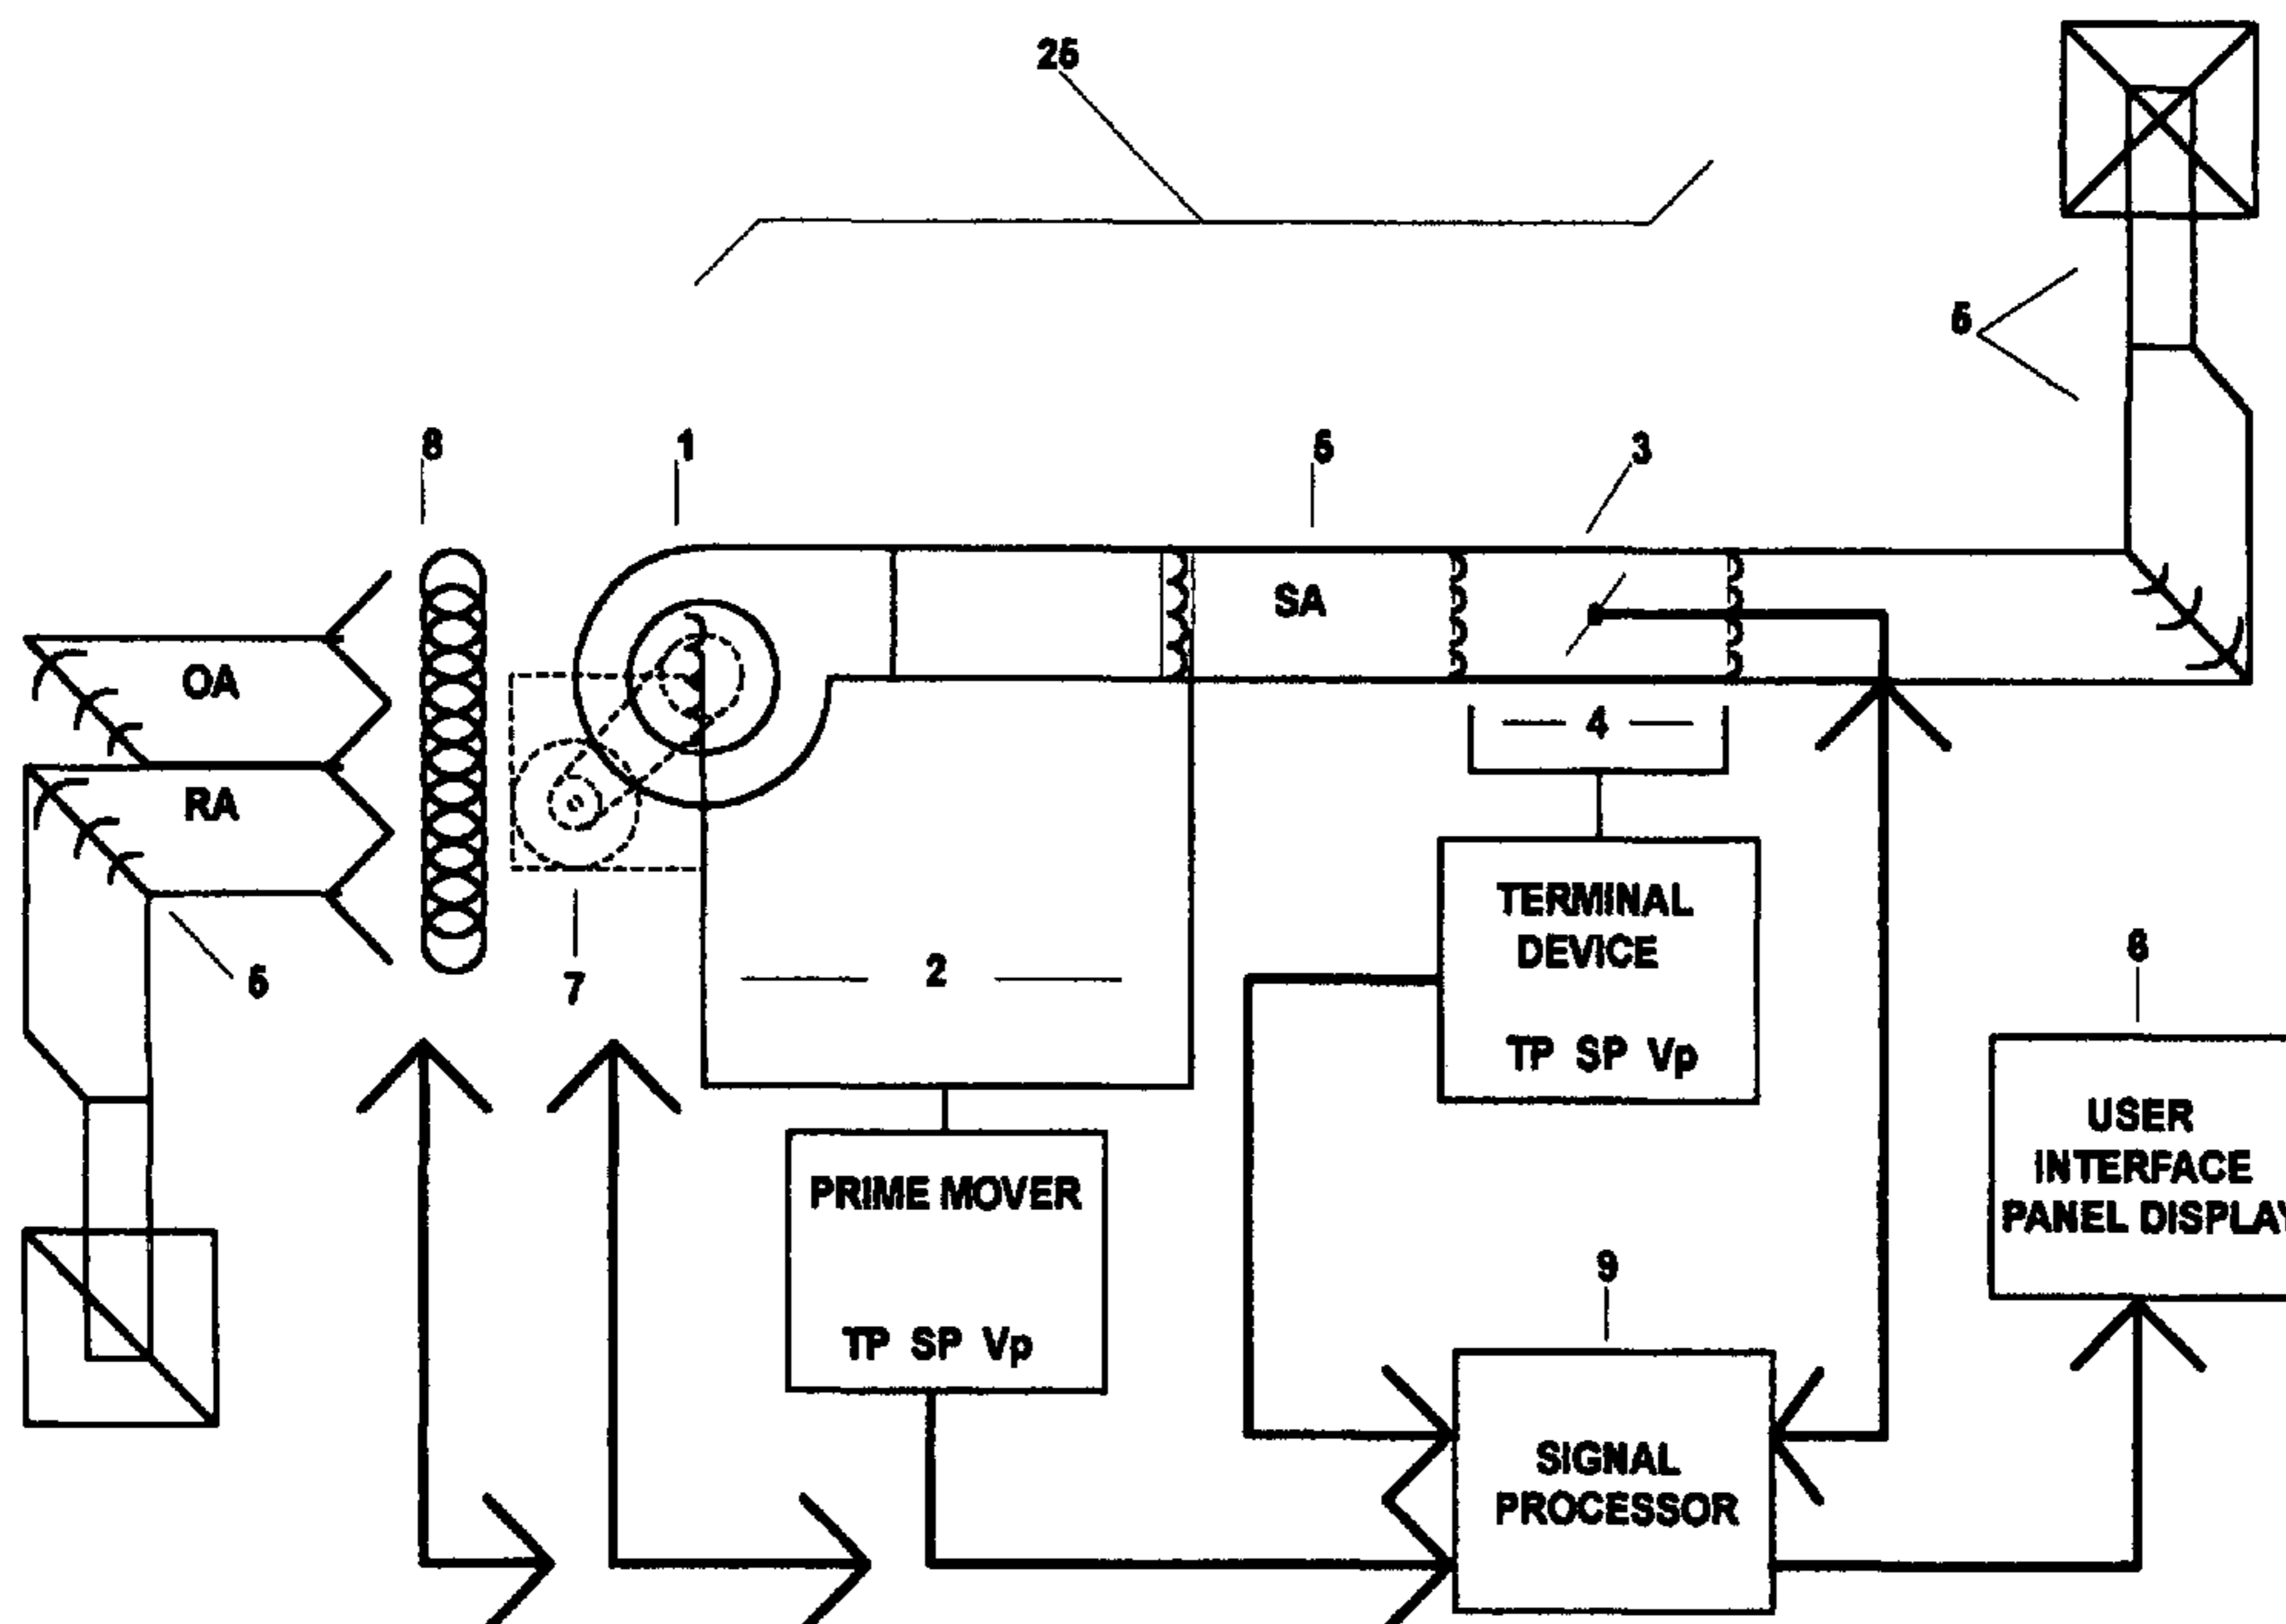 25
5
8
1
5
3
SA
OA
4
RA
TERMINAL
DEVICE
5
7
2
6
TP SP Vp
USER
INTERFACE
PANEL DISPLAY
PRIME MOVER
9
TP SP Vp
SIGNAL
PROCESSOR